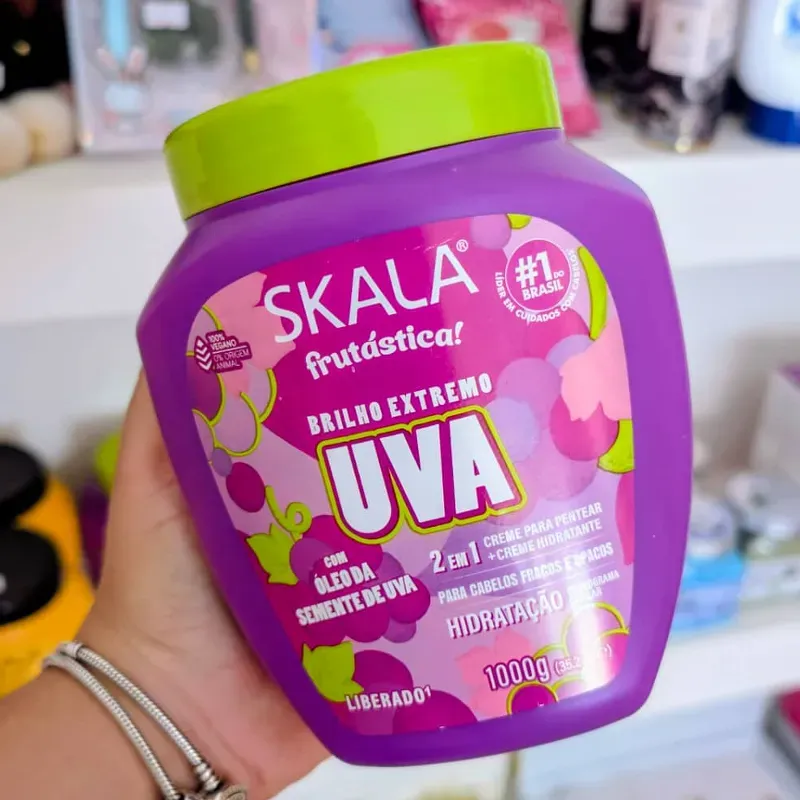 SKALA®
frutástica!
#1 DO
BRASIL
LÍDER EM CUIDADOS COM CABELOS
100%
VEGANO
0% ORIGEM
ANIMAL
BRILHO EXTREMO
UVA
COM
ÓLEO DA
SEMENTE DE UVA
2 EM 1 CREME PARA PENTEAR
+ CREME HIDRATANTE
PARA CABELOS FRACOS E OPACOS
HIDRATAÇÃO
LIBERADO¹
1000g